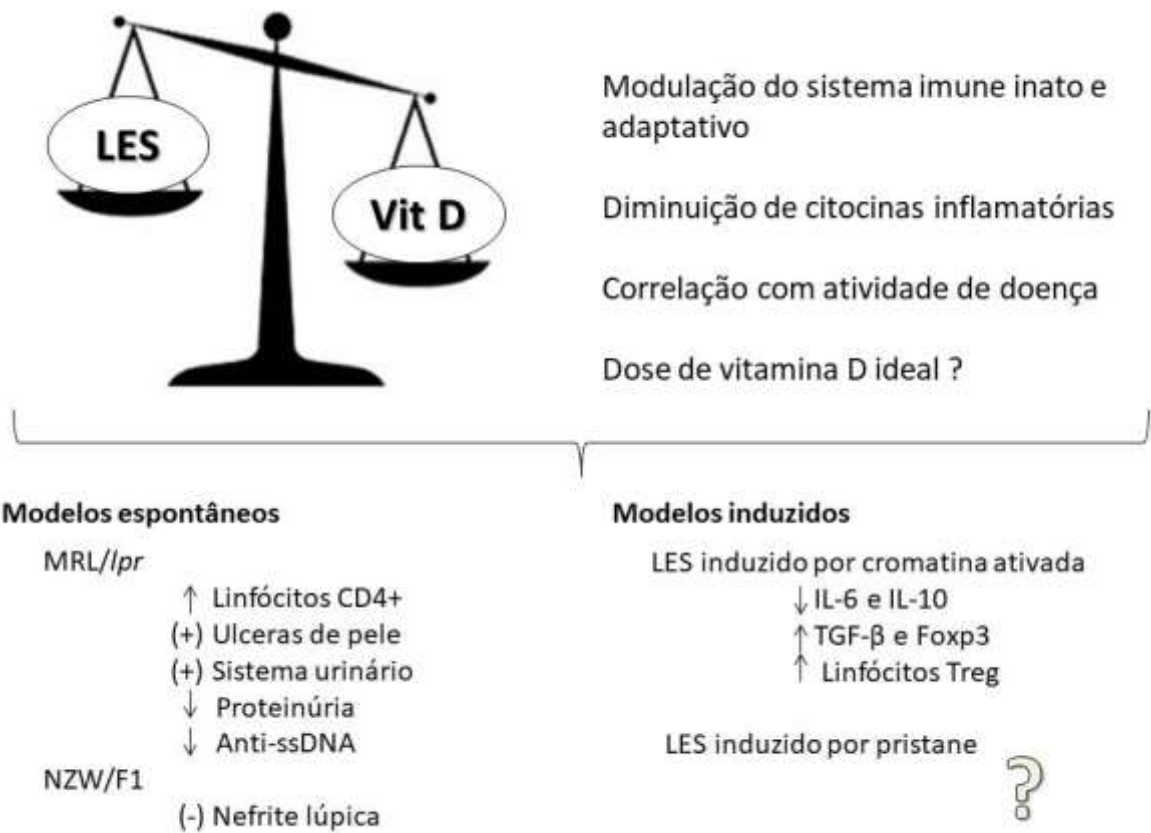 LES
Vit D
Modulação do sistema imune inato e
adaptativo
Diminuição de citocinas inflamatórias
Correlação com atividade de doença
Dose de vitamina D ideal ?
Modelos espontâneos
MRL/lpr
↑ Linfócitos CD4+
(+) Ulceras de pele
(+) Sistema urinário
↓ Proteinúria
↓ Anti-ssDNA
NZW/F1
(-) Nefrite lúpica
Modelos induzidos
LES induzido por cromatina ativada
↓ IL-6 e IL-10
↑ TGF-β e Foxp3
↑ Linfócitos Treg
LES induzido por pristane
?